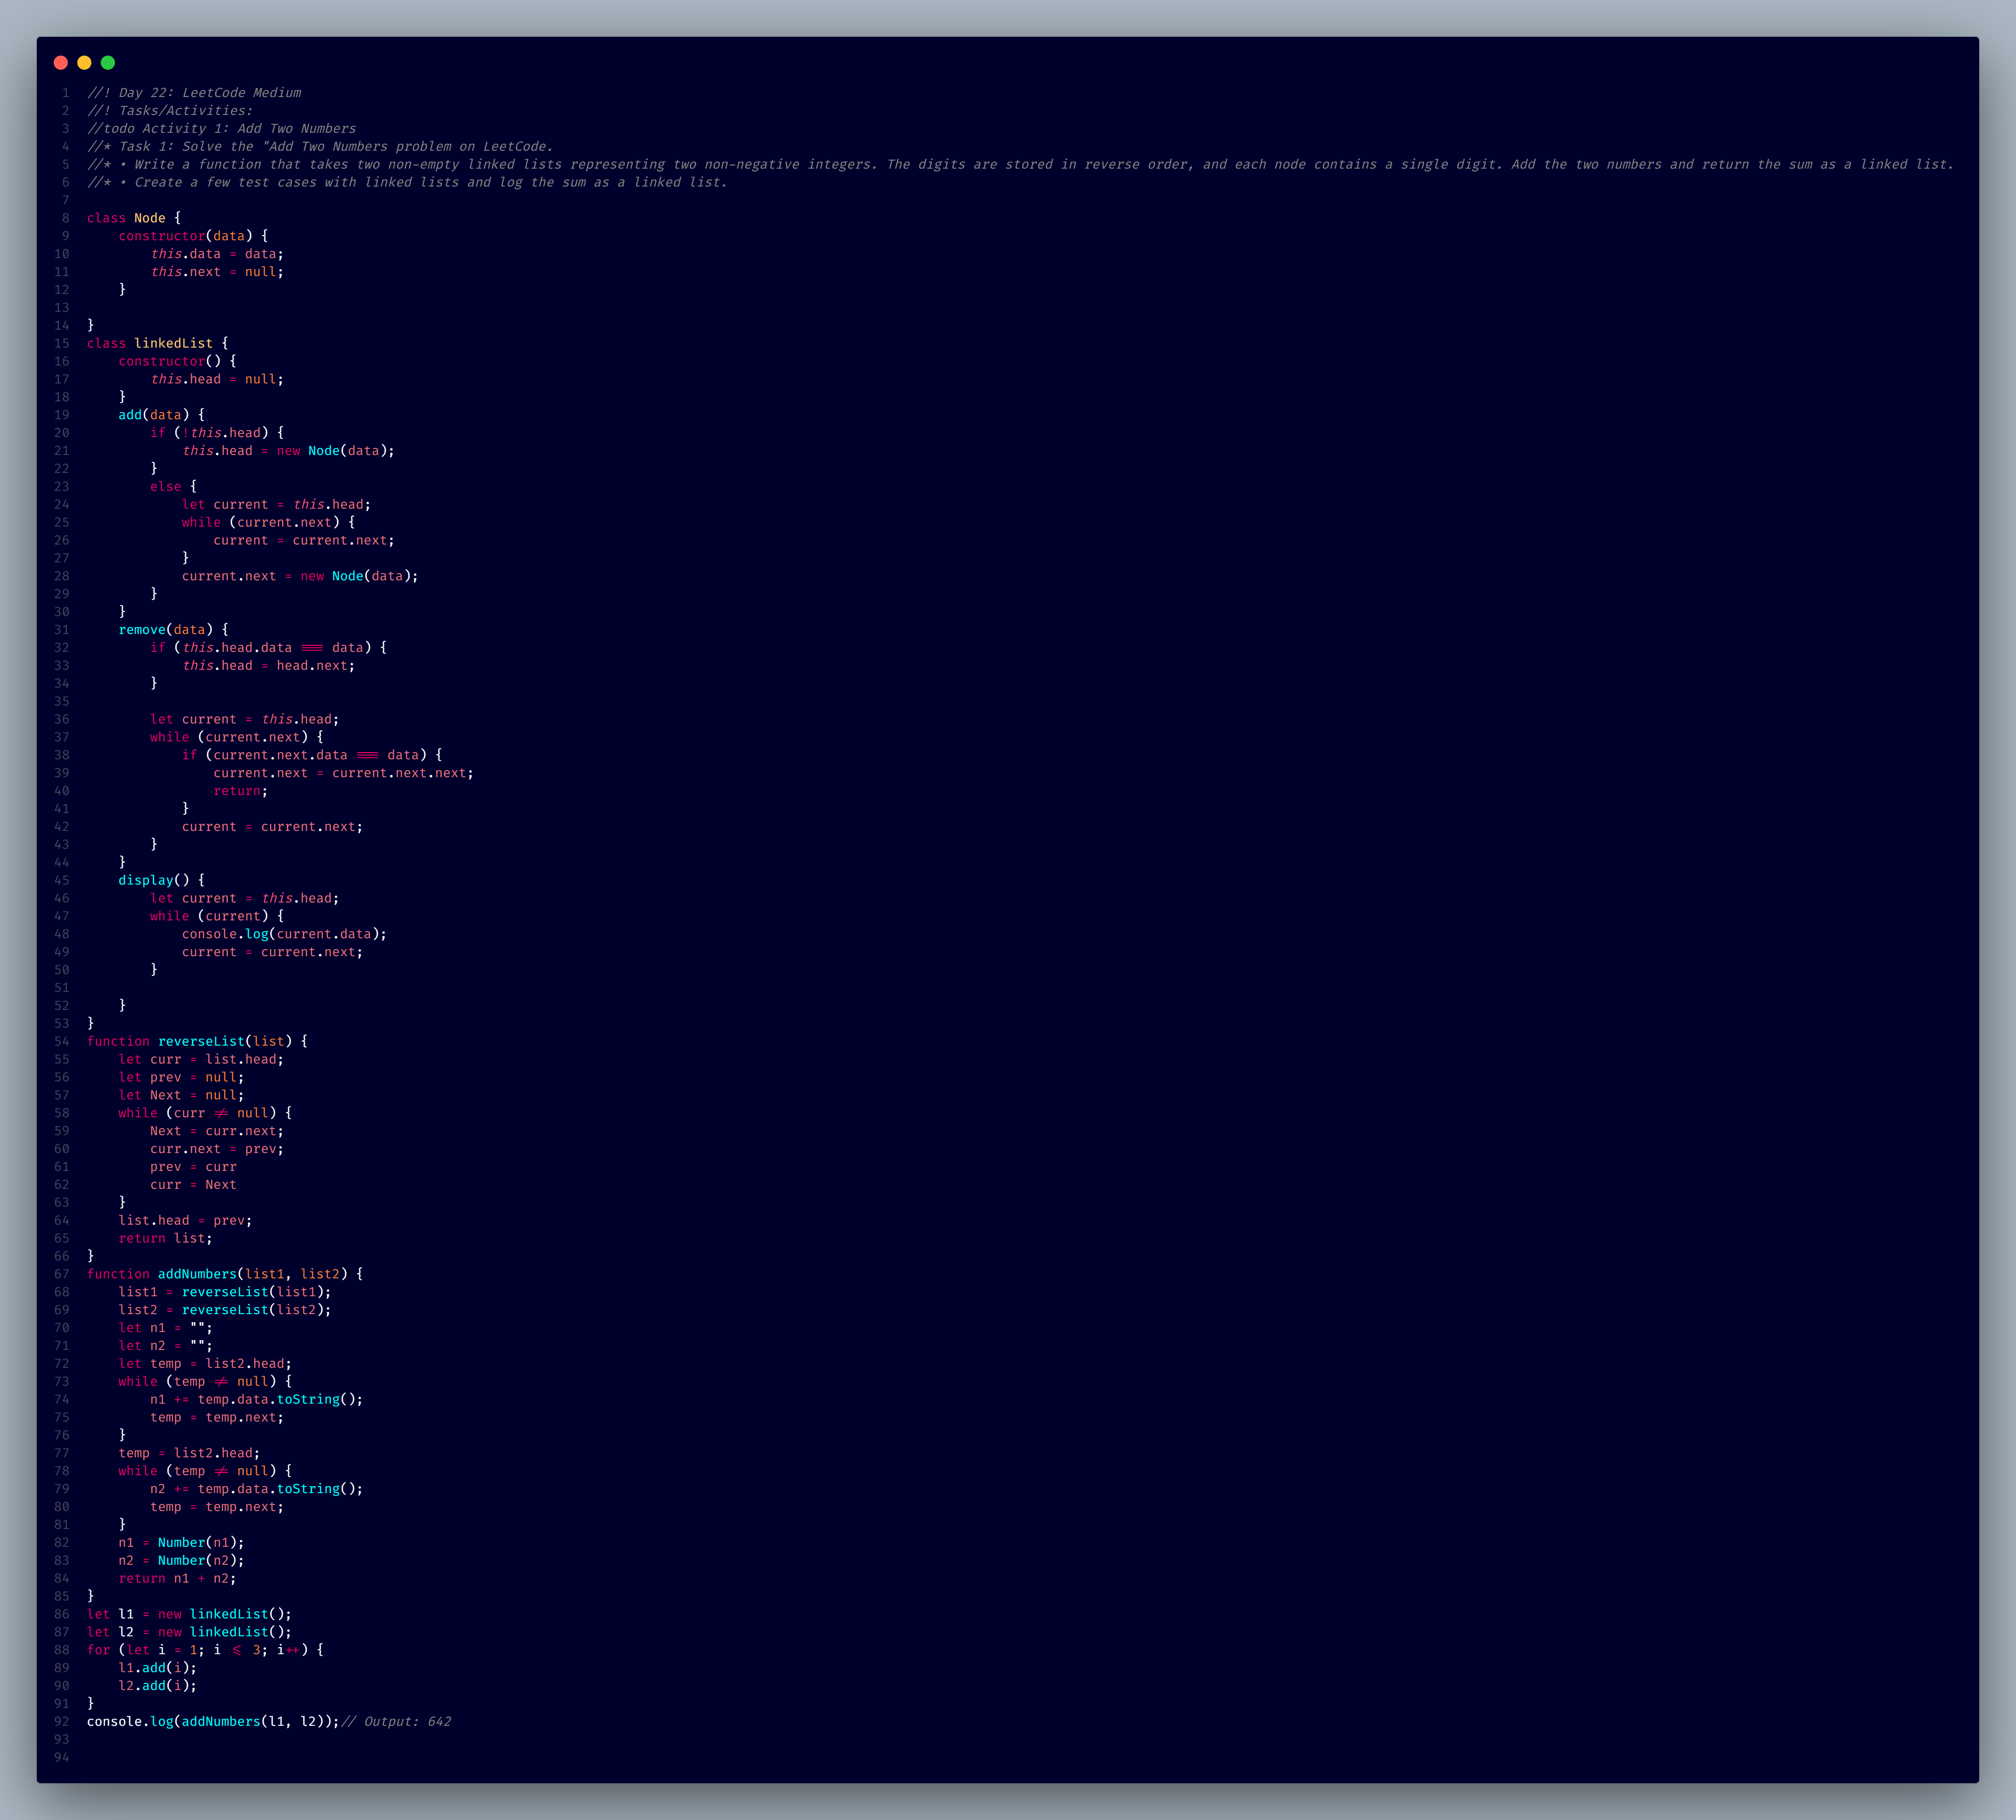 1 //! Day 22: LeetCode Medium
2 //! Tasks/Activities:
3 //todo Activity 1: Add Two Numbers
4 //* Task 1: Solve the "Add Two Numbers problem on LeetCode.
5 //* • Write a function that takes two non-empty linked lists representing two non-negative integers. The digits are stored in reverse order, and each node contains a single digit. Add the two numbers and return the sum as a linked list.
6 //* • Create a few test cases with linked lists and log the sum as a linked list.
7
8 class Node {
9     constructor(data) {
10         this.data = data;
11         this.next = null;
12     }
13
14 }
15 class linkedList {
16     constructor() {
17         this.head = null;
18     }
19     add(data) {
20         if (!this.head) {
21             this.head = new Node(data);
22         }
23         else {
24             let current = this.head;
25             while (current.next) {
26                 current = current.next;
27             }
28             current.next = new Node(data);
29         }
30     }
31     remove(data) {
32         if (this.head.data === data) {
33             this.head = head.next;
34         }
35
36         let current = this.head;
37         while (current.next) {
38             if (current.next.data === data) {
39                 current.next = current.next.next;
40                 return;
41             }
42             current = current.next;
43         }
44     }
45     display() {
46         let current = this.head;
47         while (current) {
48             console.log(current.data);
49             current = current.next;
50         }
51
52     }
53 }
54 function reverseList(list) {
55     let curr = list.head;
56     let prev = null;
57     let Next = null;
58     while (curr != null) {
59         Next = curr.next;
60         curr.next = prev;
61         prev = curr
62         curr = Next
63     }
64     list.head = prev;
65     return list;
66 }
67 function addNumbers(list1, list2) {
68     list1 = reverseList(list1);
69     list2 = reverseList(list2);
70     let n1 = "";
71     let n2 = "";
72     let temp = list2.head;
73     while (temp != null) {
74         n1 += temp.data.toString();
75         temp = temp.next;
76     }
77     temp = list2.head;
78     while (temp != null) {
79         n2 += temp.data.toString();
80         temp = temp.next;
81     }
82     n1 = Number(n1);
83     n2 = Number(n2);
84     return n1 + n2;
85 }
86 let l1 = new linkedList();
87 let l2 = new linkedList();
88 for (let i = 1; i <= 3; i++) {
89     l1.add(i);
90     l2.add(i);
91 }
92 console.log(addNumbers(l1, l2));// Output: 642
93
94